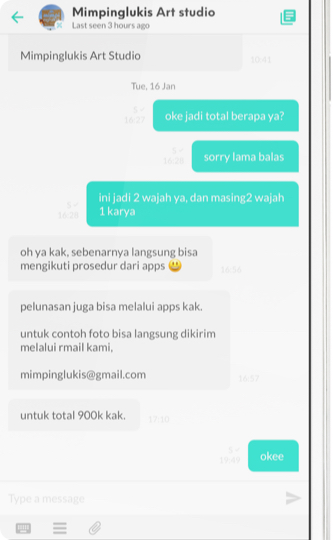 Mimpinglukis Art studio
Last seen 3 hours ago
Mimpinglukis Art Studio
10:41
Tue, 16 Jan
S ✓
16:27
oke jadi total berapa ya?
S ✓
16:28
sorry lama balas
ini jadi 2 wajah ya, dan masing2 wajah
1 karya
S ✓
16:28
oh ya kak, sebenarnya langsung bisa
mengikuti prosedur dari apps 😃
16:56
pelunasan juga bisa melalui apps kak.
untuk contoh foto bisa langsung dikirim
melalui rmail kami,
mimpinglukis@gmail.com
16:57
untuk total 900k kak.
17:10
S ✓
19:49
okee
Type a message